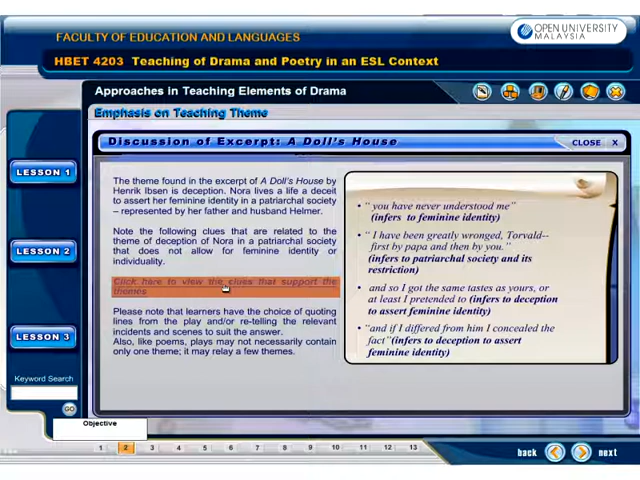 FACULTY OF EDUCATION AND LANGUAGES
OPEN UNIVERSITY
MALAYSIA
HBET 4203 Teaching of Drama and Poetry in an ESL Context
Approaches in Teaching Elements of Drama
Emphasis on Teaching Theme
Discussion of Excerpt: A Doll's House
CLOSE X
LESSON 1
LESSON 2
LESSON 3
The theme found in the excerpt of A Doll's House by
Henrik Ibsen is deception. Nora lives a life a deceit
to assert her feminine identity in a patriarchal society
– represented by her father and husband Helmer.
Note the following clues that are related to the
theme of deception of Nora in a patriarchal society
that does not allow for feminine identity or
individuality.
Click here to view the clues that support the
themes
Please note that learners have the choice of quoting
lines from the play and/or re-telling the relevant
incidents and scenes to suit the answer.
Also, like poems, plays may not necessarily contain
only one theme; it may relay a few themes.
• “you have never understood me”
(infers to feminine identity)
• “ I have been greatly wronged, Torvald--
first by papa and then by you.”
(infers to patriarchal society and its
restriction)
• and so I got the same tastes as yours, or
at least I pretended to (infers to deception
to assert feminine identity)
• “and if I differed from him I concealed the
fact”(infers to deception to assert
feminine identity)
Keyword Search
GO
Objective
1 2 3 4 5 6 7 8 9 10 11 12 13
back next